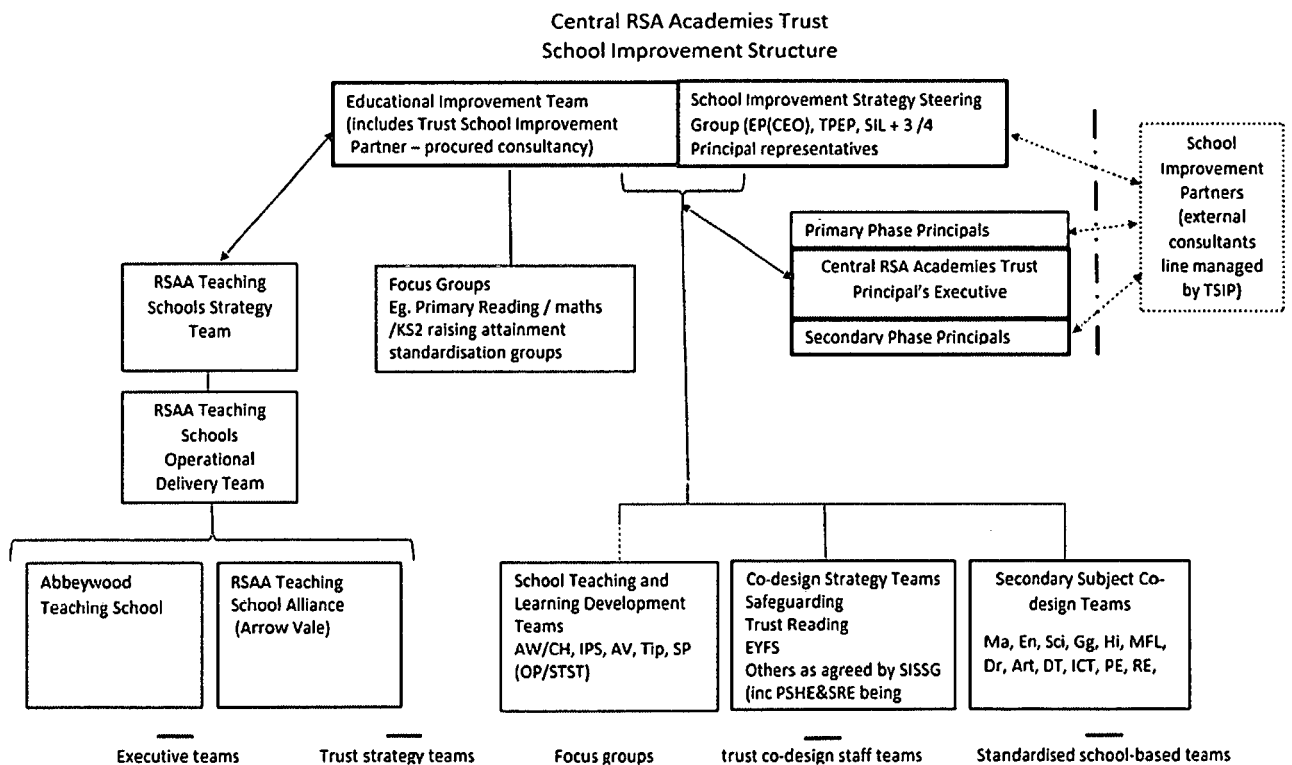 Central RSA Academies Trust
School Improvement Structure
Educational Improvement Team
(includes Trust School Improvement
Partner – procured consultancy)
School Improvement Strategy Steering
Group (EP(CEO), TPEP, SiL + 3 /4
Principal representatives
School
Improvement
Partners
(external
consultants
line managed
by TSIP)
Primary Phase Principals
Central RSA Academies Trust
Principal's Executive
Secondary Phase Principals
RSAA Teaching
Schools Strategy
Team
Focus Groups
Eg. Primary Reading / maths
/KS2 raising attainment
standardisation groups
RSAA Teaching
Schools
Operational
Delivery Team
Abbeywood
Teaching School
RSAA Teaching
School Alliance
(Arrow Vale)
School Teaching and
Learning Development
Teams
AW/CH, IPS, AV, Tip, SP
(OP/STST)
Co-design Strategy Teams
Safeguarding
Trust Reading
EYFS
Others as agreed by SISSG
(inc PSHE&SRE being
Secondary Subject Co-
design Teams
Ma, En, Sci, Gg, Hi, MFL,
Dr, Art, DT, ICT, PE, RE,
Executive teams
Trust strategy teams
Focus groups
trust co-design staff teams
Standardised school-based teams